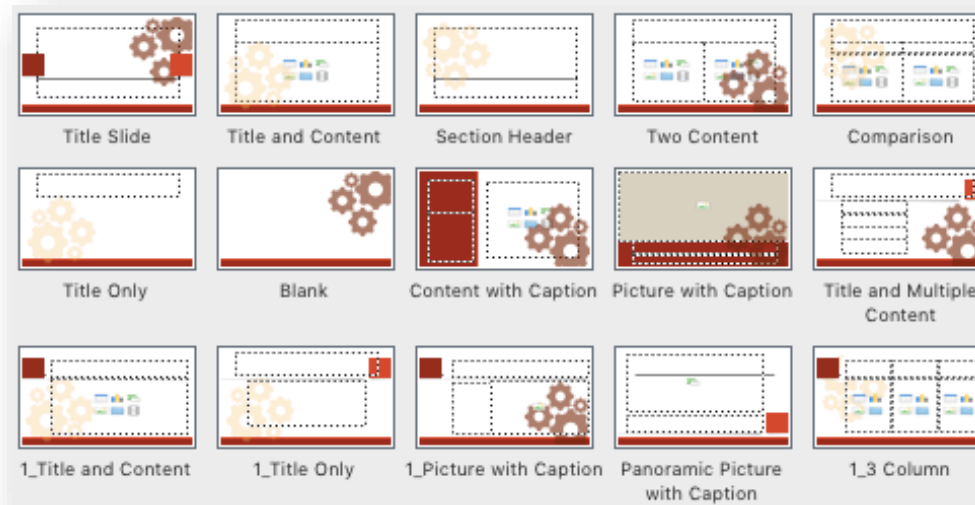 Title Slide
Title and Content
Section Header
Two Content
Comparison
Title Only
Blank
Content with Caption
Picture with Caption
Title and Multiple
Content
1_Title and Content
1_Title Only
1_Picture with Caption
Panoramic Picture
with Caption
1_3 Column